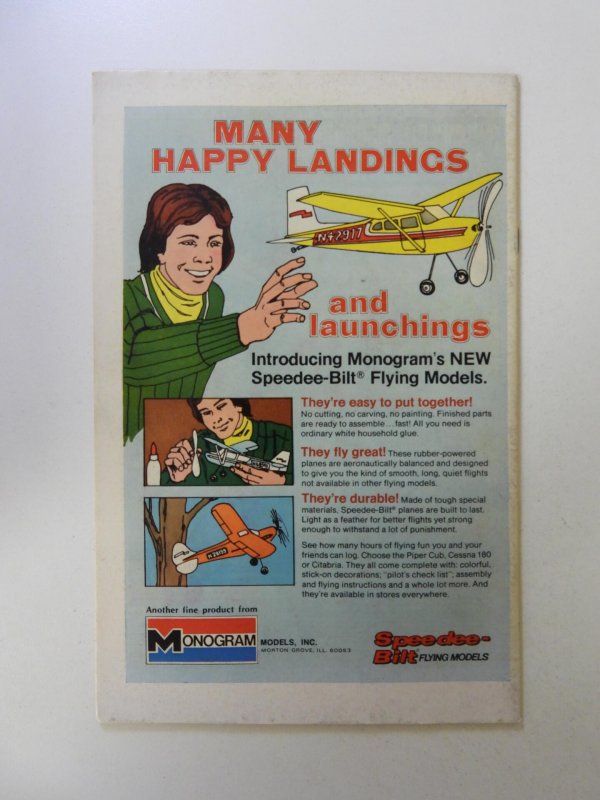 MANY
HAPPY LANDINGS
N42917
and
launchings
Introducing Monogram's NEW
Speedee-Bilt® Flying Models.
They're easy to put together!
No cutting, no carving, no painting. Finished parts
are ready to assemble...fast! All you need is
ordinary white household glue.
They fly great! These rubber-powered
planes are aeronautically balanced and designed
to give you the kind of smooth, long, quiet flights
not available in other flying models.
They're durable! Made of tough special
materials, Speedee-Bilt® planes are built to last.
Light as a feather for better flights yet strong
enough to withstand a lot of punishment.
See how many hours of flying fun you and your
friends can log. Choose the Piper Cub, Cessna 180
or Citabria. They all come complete with: colorful,
stick-on decorations; "pilot's check list"; assembly
and flying instructions and a whole lot more. And
they're available in stores everywhere.
Another fine product from
MONOGRAM MODELS, INC.
MORTON GROVE, ILL. 60053
Speedee-
Bilt® FLYING MODELS